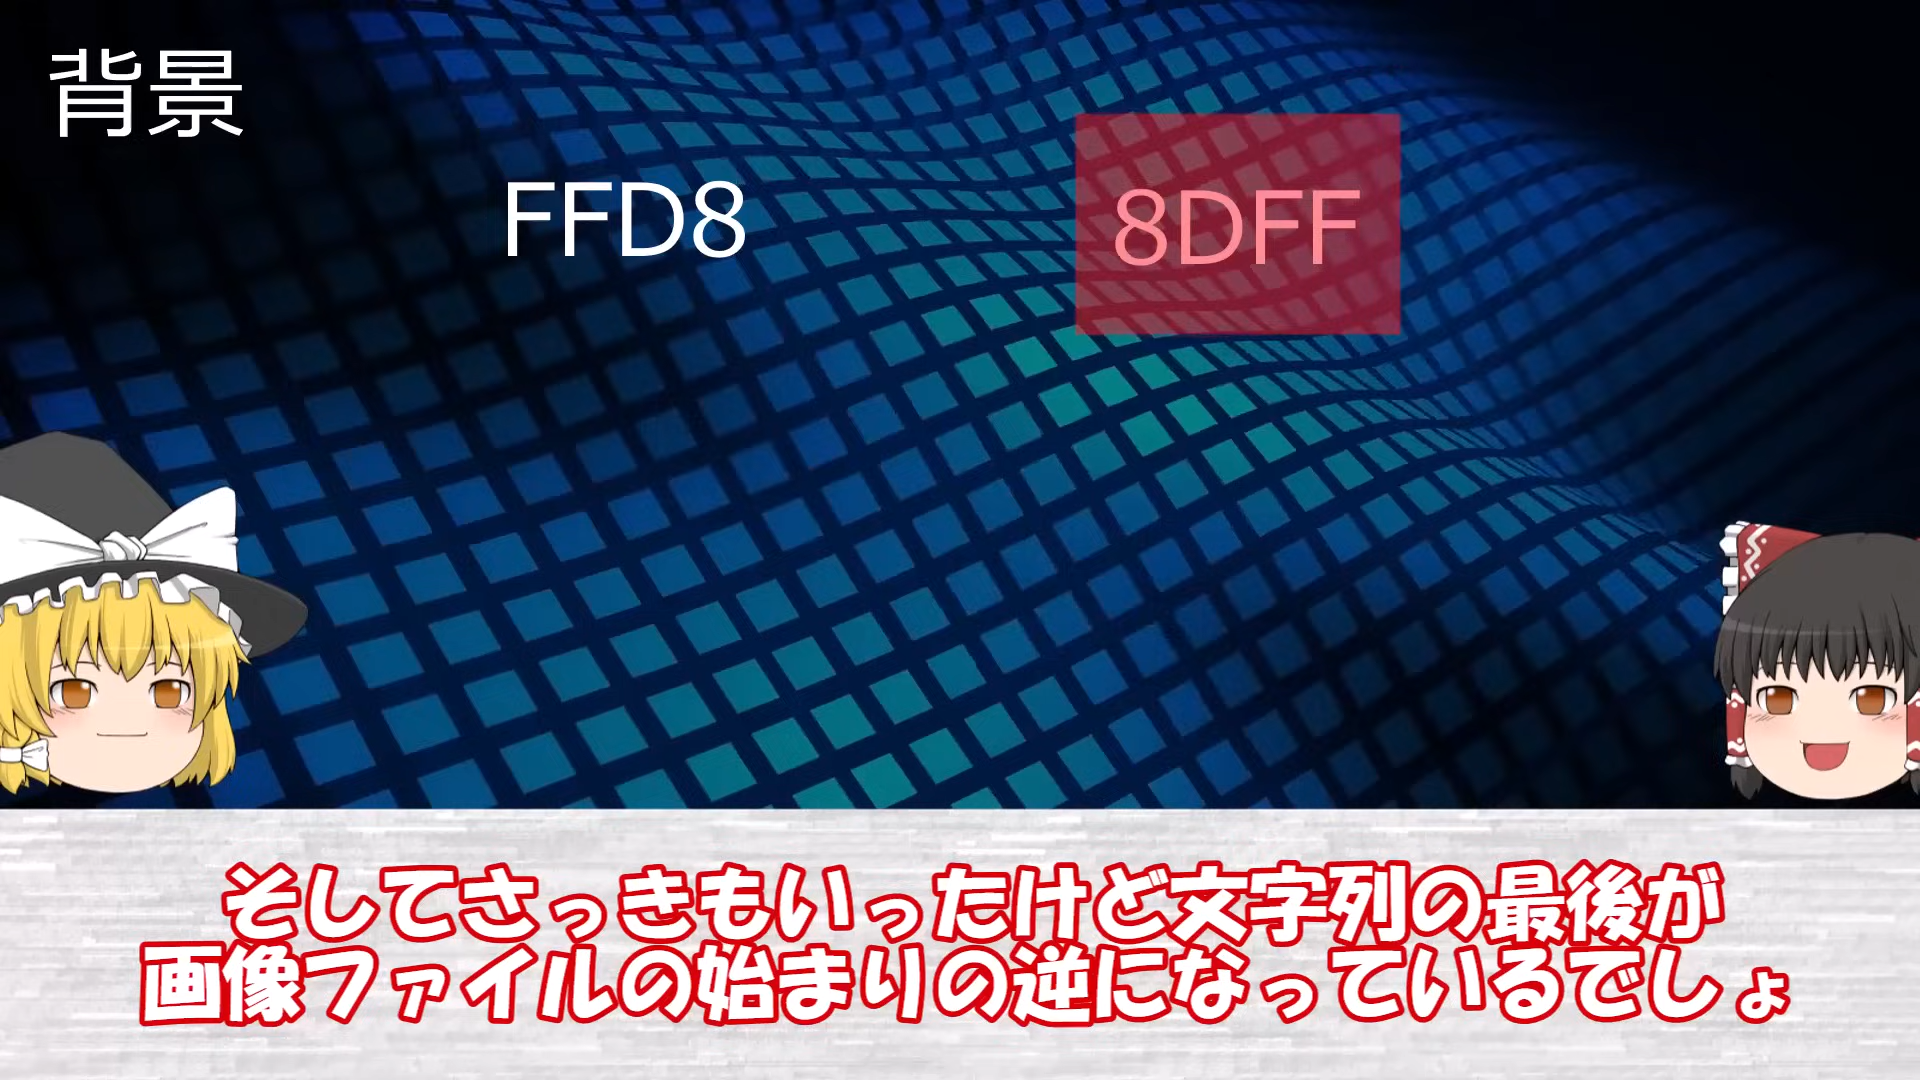 背景
FFD8
8DFF
そしてさっきもいったけど文字列の最後が
画像ファイルの始まりの逆になっているでしょ